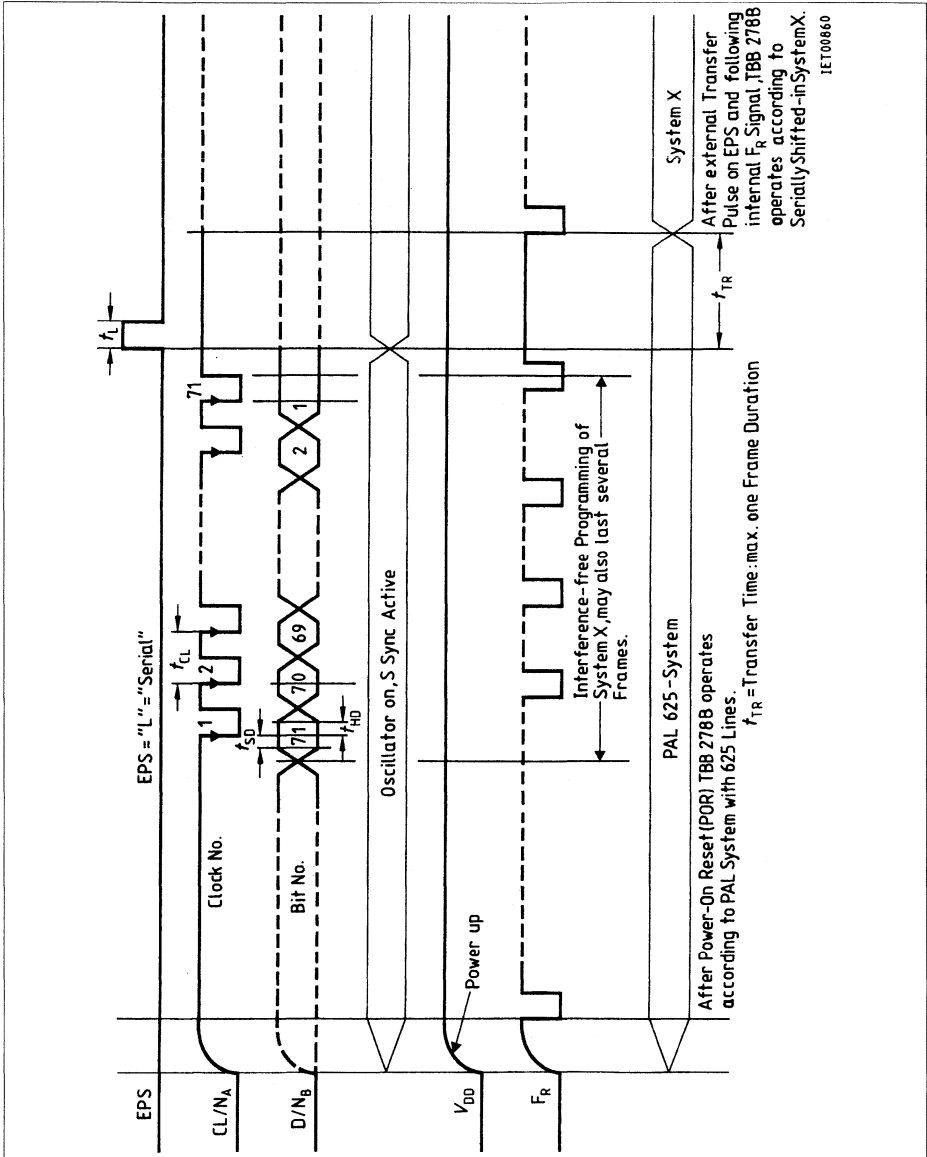 EPS
EPS = "L" = "Serial"
t_L
CL/N_A
Clock No.
1
2
t_CL
71
D/N_B
Bit No.
t_SD
71
70
69
2
1
t_HD
Oscillator on, S Sync Active
V_DD
Power up
Interference-free Programming of
System X, may also last several
Frames.
F_R
t_TR
PAL 625-System
System X
After Power-On Reset (POR) TBB 278B operates
according to PAL System with 625 Lines.
t_TR = Transfer Time: max. one Frame Duration
After external Transfer
Pulse on EPS and following
internal F_R Signal, TBB 278B
operates according to
Serially Shifted-in System X.
IET00860